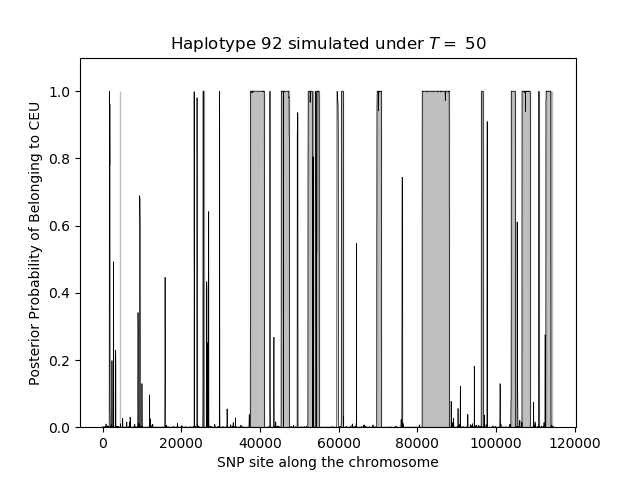 Haplotype 92 simulated under T = 50
Posterior Probability of Belonging to CEU
1.0
0.8
0.6
0.4
0.2
0.0
0 20000 40000 60000 80000 100000 120000
SNP site along the chromosome